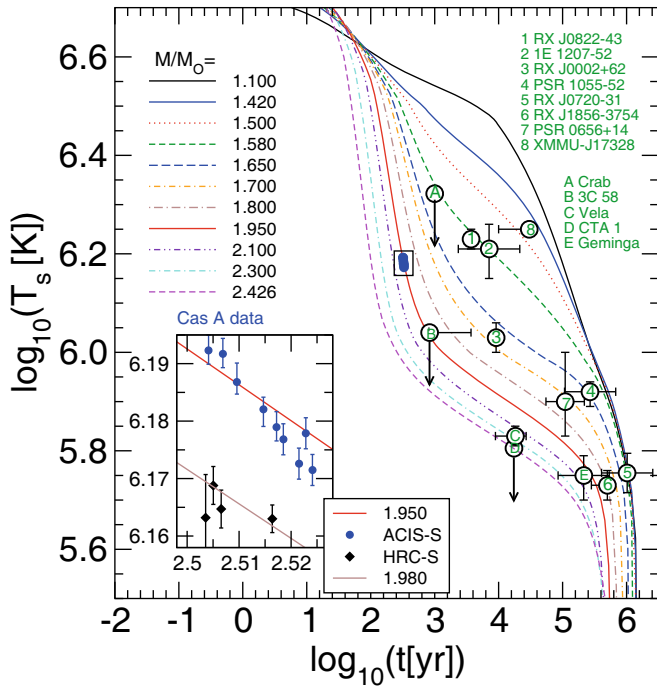 log10(Ts [K])
6.6
6.4
6.2
6.0
5.8
5.6
M/MO=
1.100
1.420
1.500
1.580
1.650
1.700
1.800
1.950
2.100
2.300
2.426
1 RX J0822-43
2 1E 1207-52
3 RX J0002+62
4 PSR 1055-52
5 RX J0720-31
6 RX J1856-3754
7 PSR 0656+14
8 XMMU-J17328
A Crab
B 3C 58
C Vela
D CTA 1
E Geminga
A
1
2
8
B
3
4
7
C
D
E
6
5
Cas A data
6.19
6.18
6.17
6.16
2.5 2.51 2.52
1.950
ACIS-S
HRC-S
1.980
-2 -1 0 1 2 3 4 5 6
log10(t[yr])